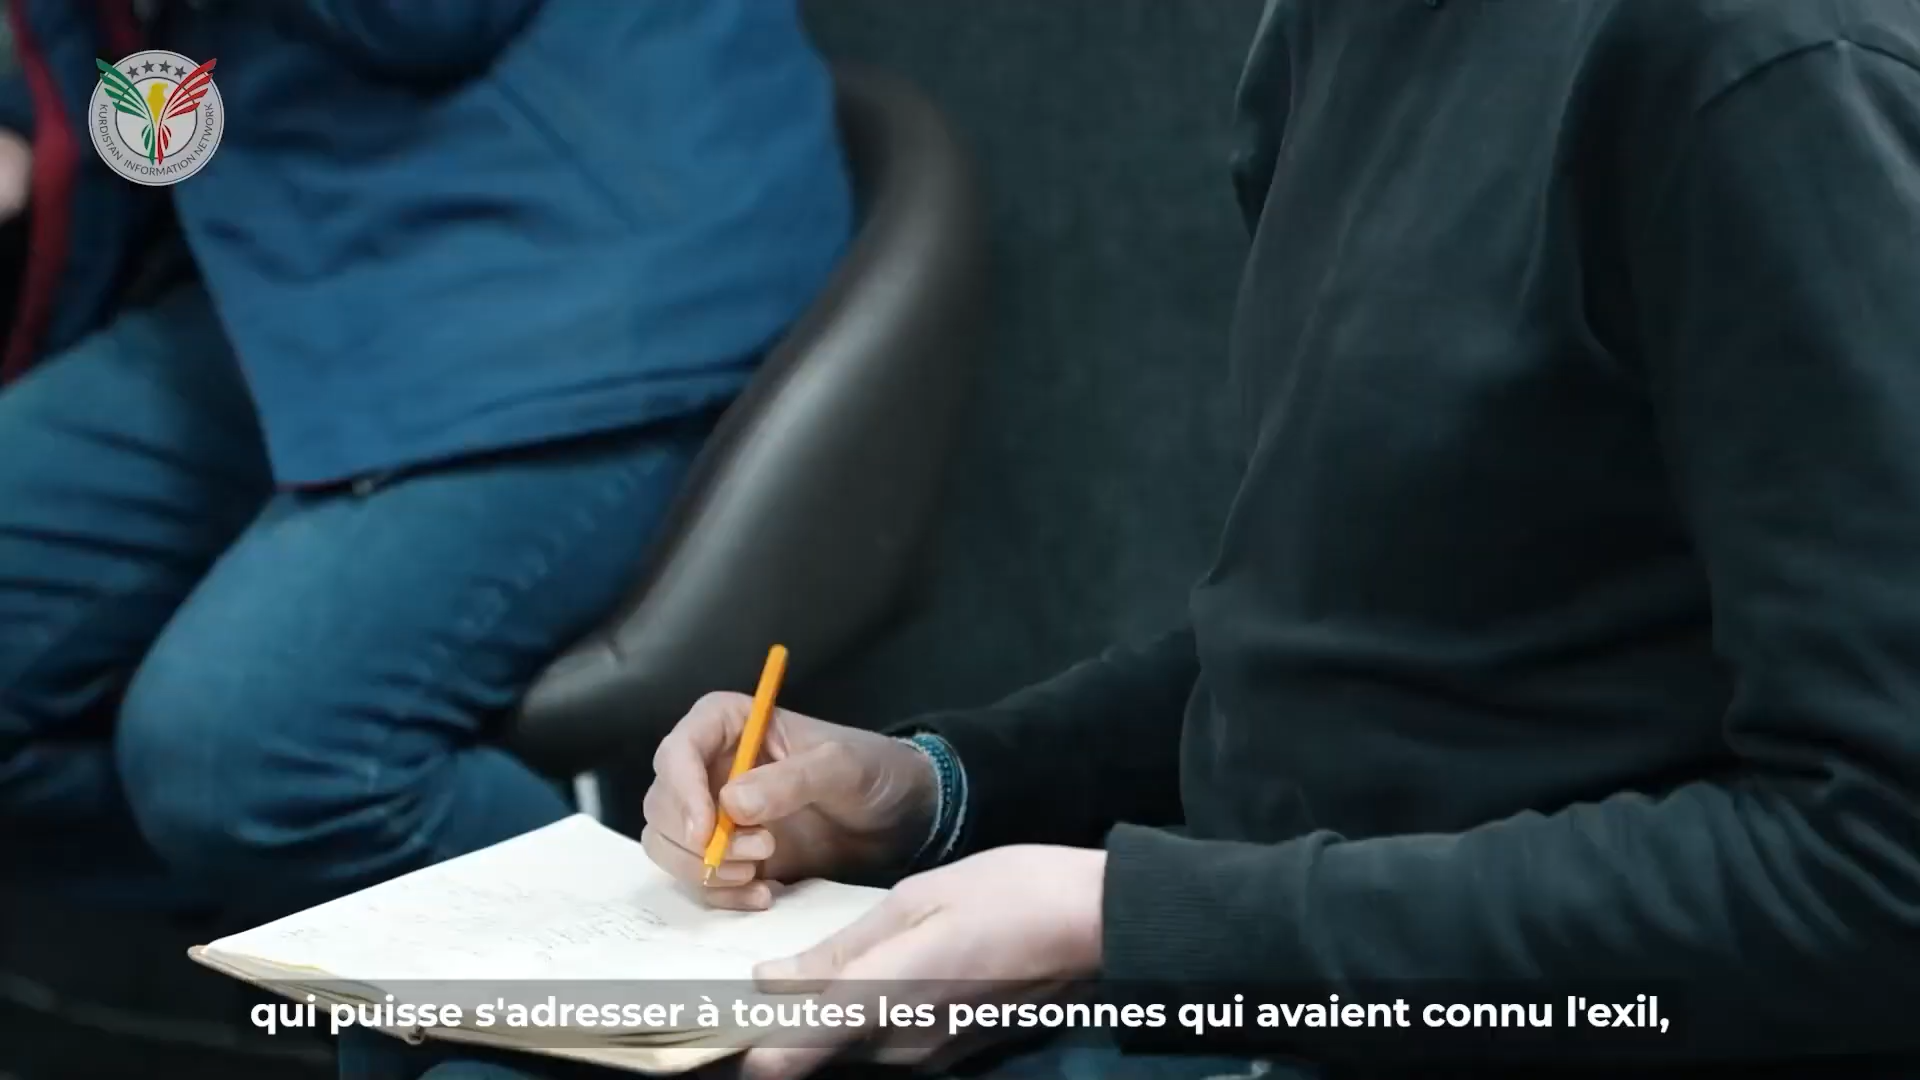 KURDISTAN INFORMATION NETWORK
qui puisse s'adresser à toutes les personnes qui avaient connu l'exil,